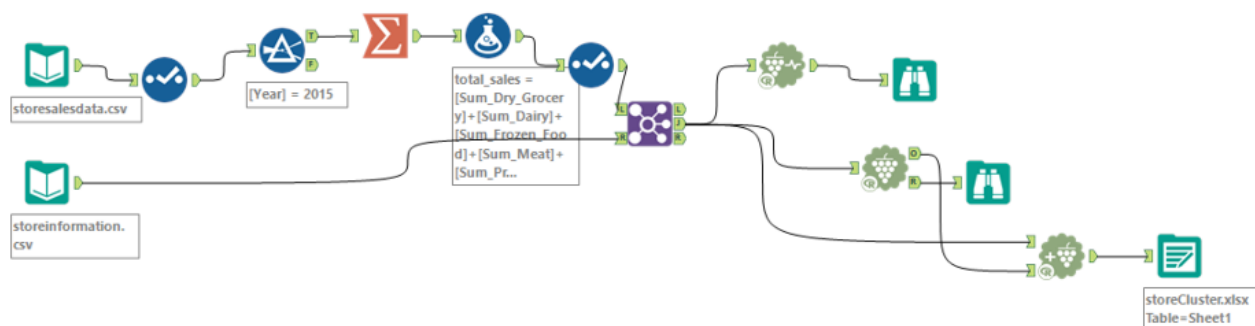 T
F
storesalesdata.csv
[Year] = 2015
total_sales =
[Sum_Dry_Grocer
y]+[Sum_Dairy]+
[Sum_Frozen_Foo
d]+[Sum_Meat]+
[Sum_Pr...
L
R
L
J
R
R
O
R
R
storeinformation.
csv
R
storeCluster.xlsx
Table=Sheet1